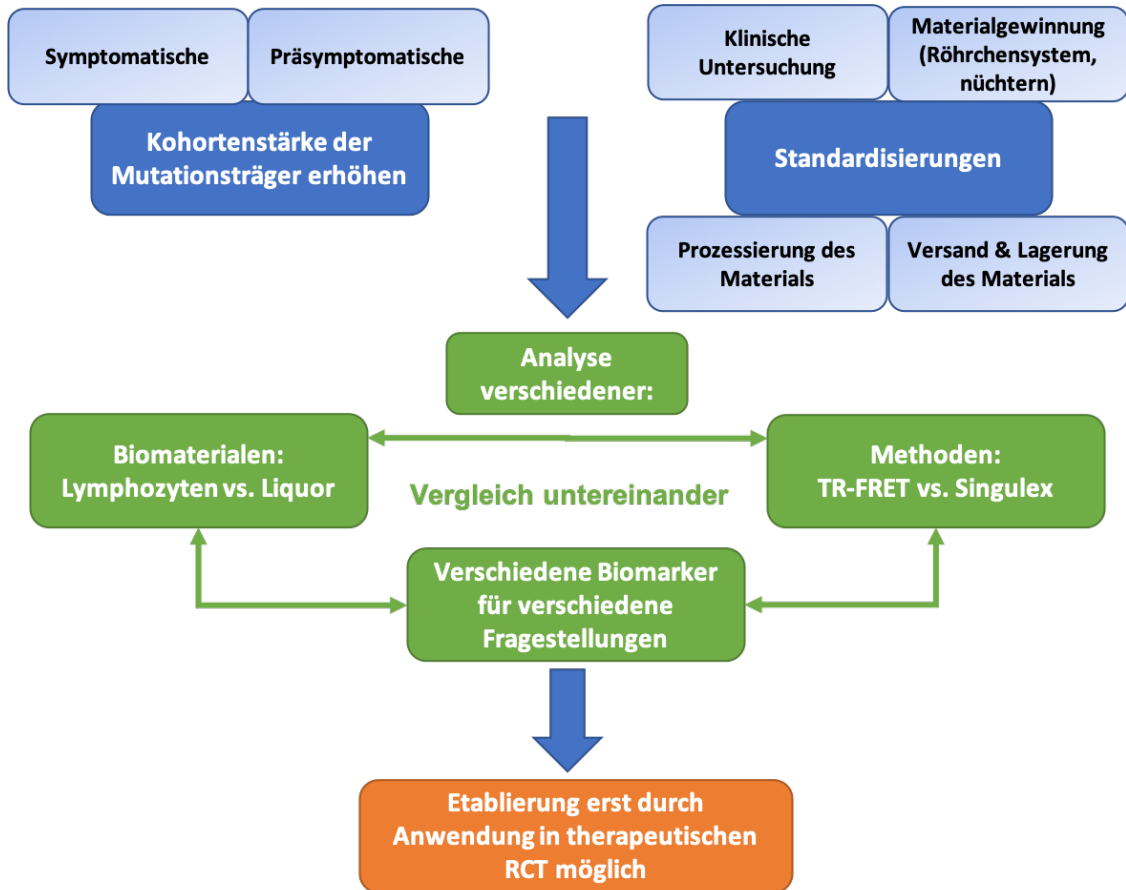 Symptomatische
Präsymptomatische
Kohortenstärke der
Mutationsträger erhöhen
Klinische
Untersuchung
Materialgewinnung
(Röhrchensystem,
nüchtern)
Standardisierungen
Prozessierung des
Materials
Versand & Lagerung
des Materials
Analyse
verschiedener:
Biomaterialen:
Lymphozyten vs. Liquor
Methoden:
TR-FRET vs. Singulex
Vergleich untereinander
Verschiedene Biomarker
für verschiedene
Fragestellungen
Etablierung erst durch
Anwendung in therapeutischen
RCT möglich